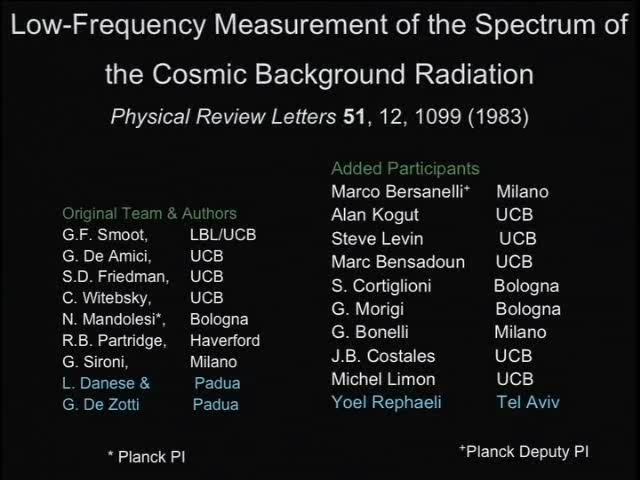 Low-Frequency Measurement of the Spectrum of
the Cosmic Background Radiation
Physical Review Letters 51, 12, 1099 (1983)
Original Team & Authors
G.F. Smoot, LBL/UCB
G. De Amici, UCB
S.D. Friedman, UCB
C. Witebsky, UCB
N. Mandolesi*, Bologna
R.B. Partridge, Haverford
G. Sironi, Milano
L. Danese & Padua
G. De Zotti Padua
* Planck PI
Added Participants
Marco Bersanelli+ Milano
Alan Kogut UCB
Steve Levin UCB
Marc Bensadoun UCB
S. Cortiglioni Bologna
G. Morigi Bologna
G. Bonelli Milano
J.B. Costales UCB
Michel Limon UCB
Yoel Rephaeli Tel Aviv
+Planck Deputy PI